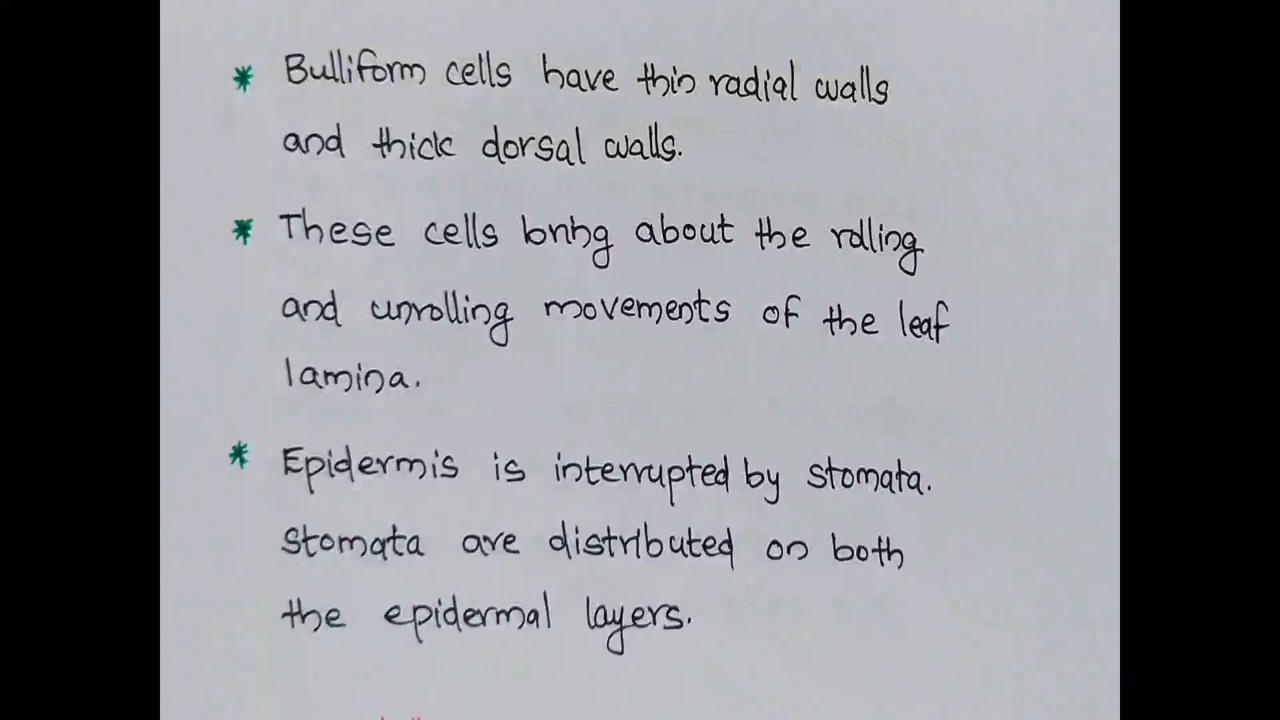 * Bulliform cells have thin radial walls
and thick dorsal walls.
* These cells bring about the rolling
and unrolling movements of the leaf
lamina.
* Epidermis is interrupted by stomata.
Stomata are distributed on both
the epidermal layers.